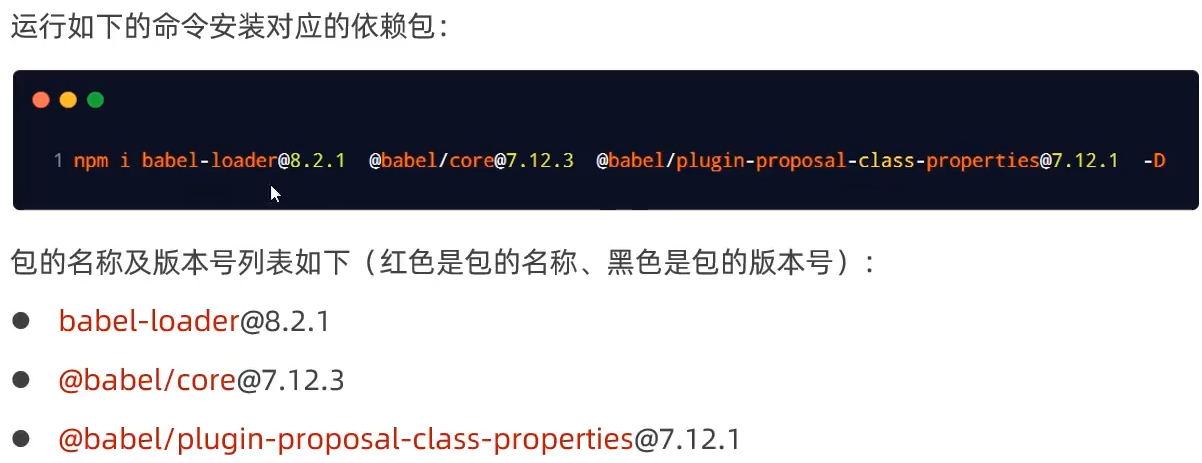 运行如下的命令安装对应的依赖包：
1 npm i babel-loader@8.2.1 @babel/core@7.12.3 @babel/plugin-proposal-class-properties@7.12.1 -D
包的名称及版本号列表如下（红色是包的名称、黑色是包的版本号）：
● babel-loader@8.2.1
● @babel/core@7.12.3
● @babel/plugin-proposal-class-properties@7.12.1